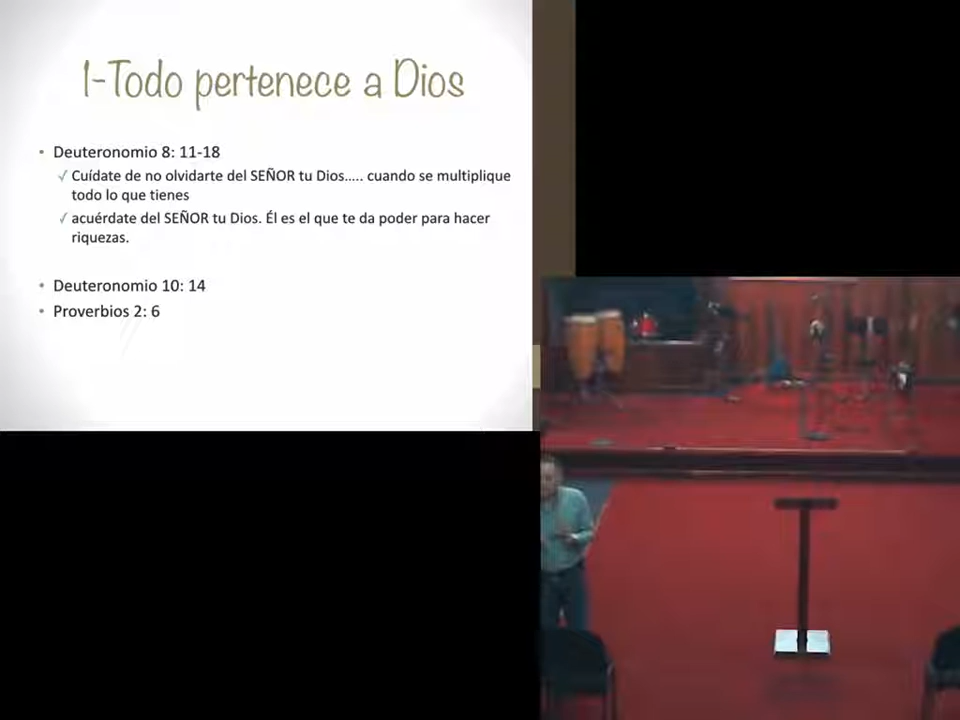 1-Todo pertenece a Dios
• Deuteronomio 8: 11-18
✓ Cuídate de no olvidarte del SEÑOR tu Dios..... cuando se multiplique
todo lo que tienes
✓ acuérdate del SEÑOR tu Dios. Él es el que te da poder para hacer
riquezas.
• Deuteronomio 10: 14
• Proverbios 2: 6